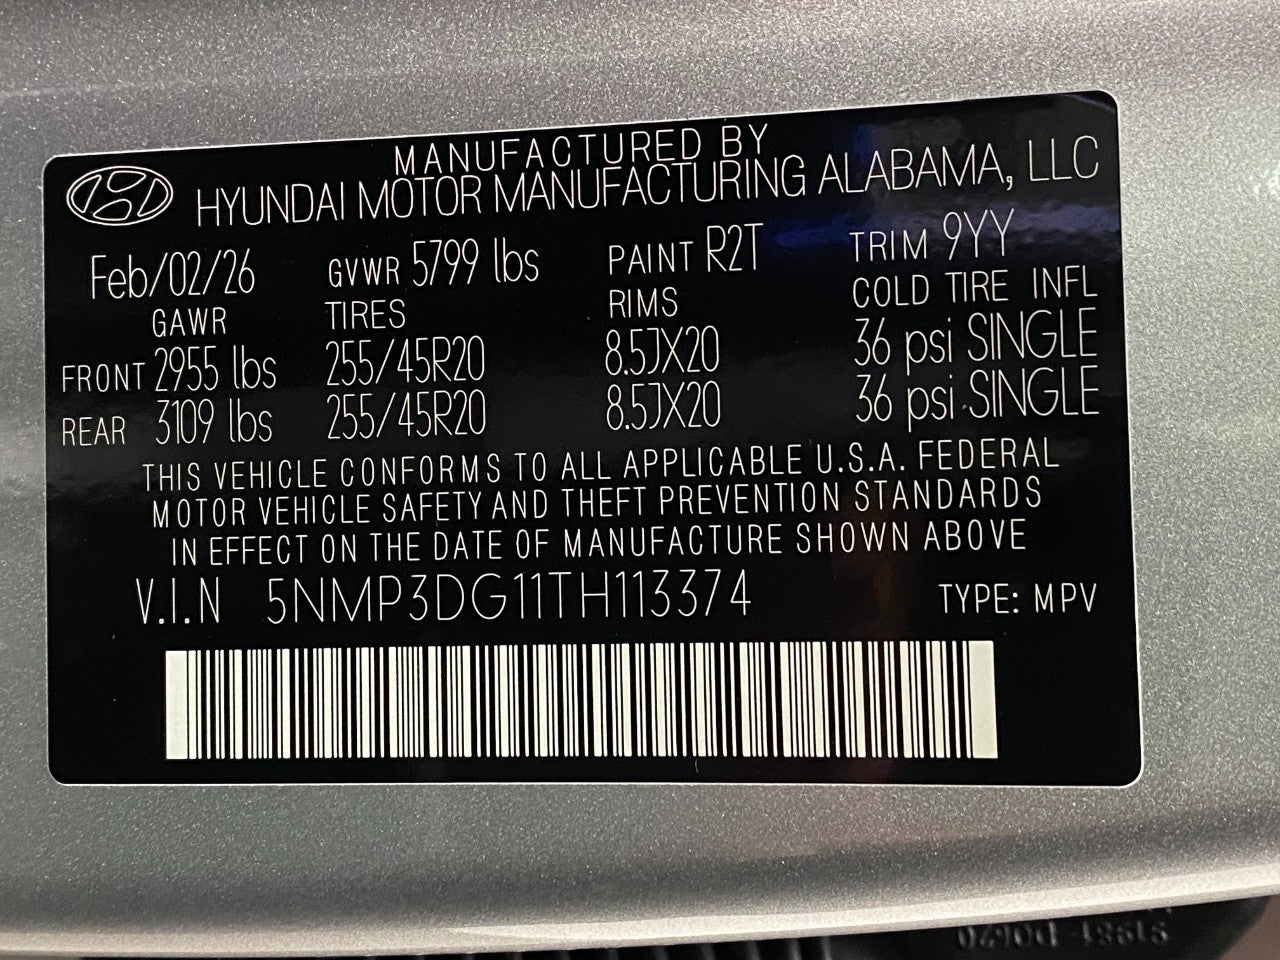 MANUFACTURED BY
HYUNDAI MOTOR MANUFACTURING ALABAMA, LLC
Feb/02/26 GVWR 5799 lbs PAINT R2T TRIM 9YY
GAWR TIRES RIMS COLD TIRE INFL
FRONT 2955 lbs 255/45R20 8.5JX20 36 psi SINGLE
REAR 3109 lbs 255/45R20 8.5JX20 36 psi SINGLE
THIS VEHICLE CONFORMS TO ALL APPLICABLE U.S.A. FEDERAL
MOTOR VEHICLE SAFETY AND THEFT PREVENTION STANDARDS
IN EFFECT ON THE DATE OF MANUFACTURE SHOWN ABOVE
V.I.N 5NMP3DG11TH113374 TYPE: MPV